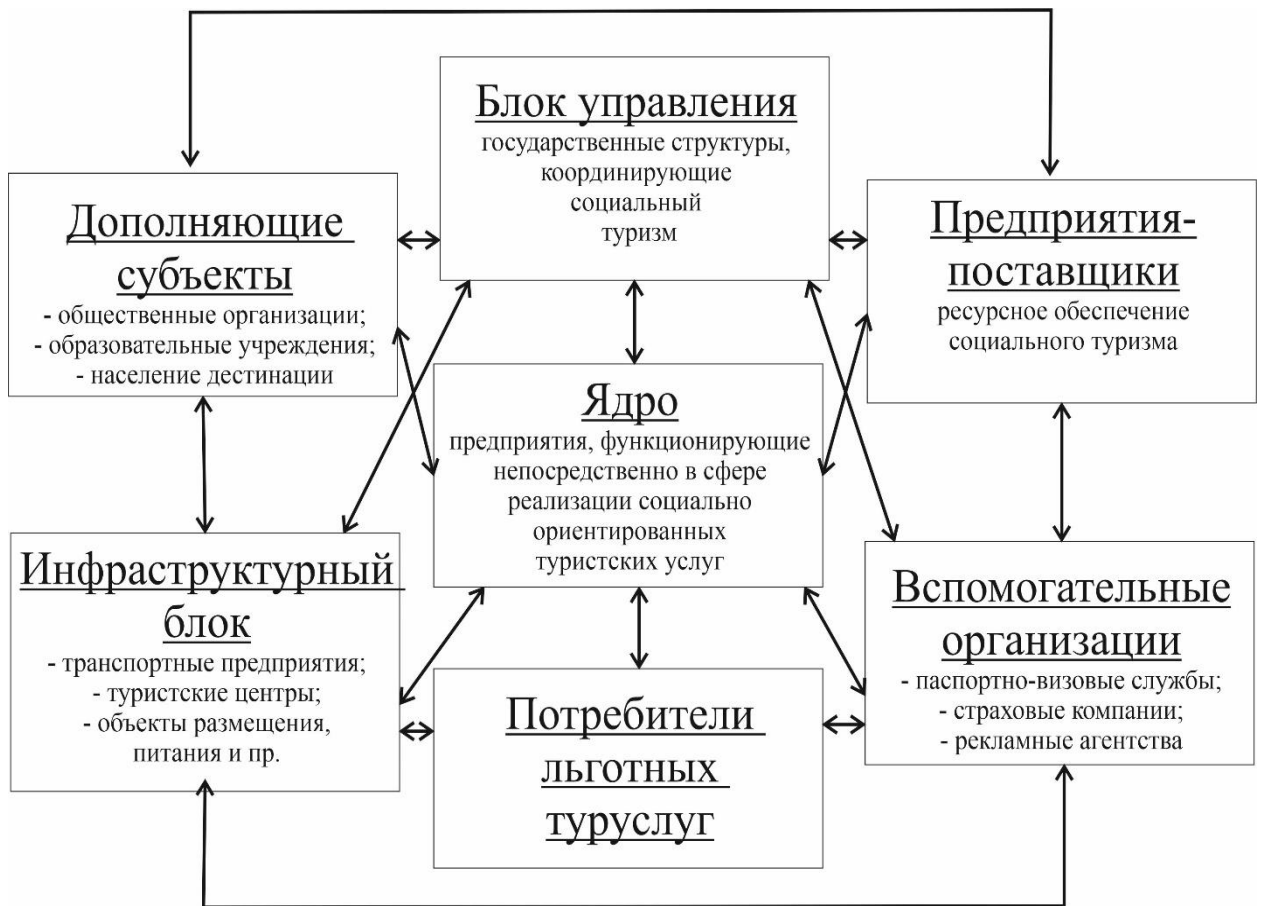 Блок управления
государственные структуры,
координирующие
социальный
туризм
Дополняющие
субъекты
- общественные организации;
- образовательные учреждения;
- население дестинации
Предприятия-
поставщики
ресурсное обеспечение
социального туризма
Ядро
предприятия, функционирующие
непосредственно в сфере
реализации социально
ориентированных
туристских услуг
Инфраструктурный
блок
- транспортные предприятия;
- туристские центры;
- объекты размещения,
питания и пр.
Потребители
льготных
туруслуг
Вспомогательные
организации
- паспортно-визовые службы;
- страховые компании;
- рекламные агентства